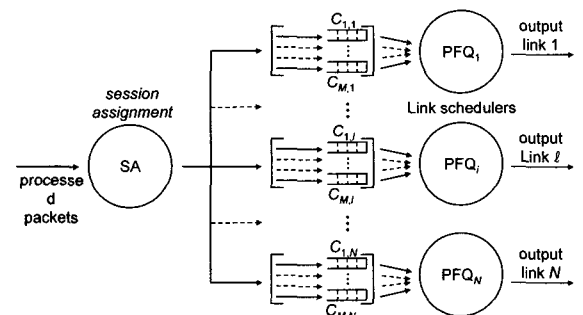 C1,1
output
link 1
PFQ1
CM,1
session
assignment
Link schedulers
C1,i
output
Link ℓ
SA
PFQi
processe
d
packets
CM,i
C1,N
output
link N
PFQN
CM,N